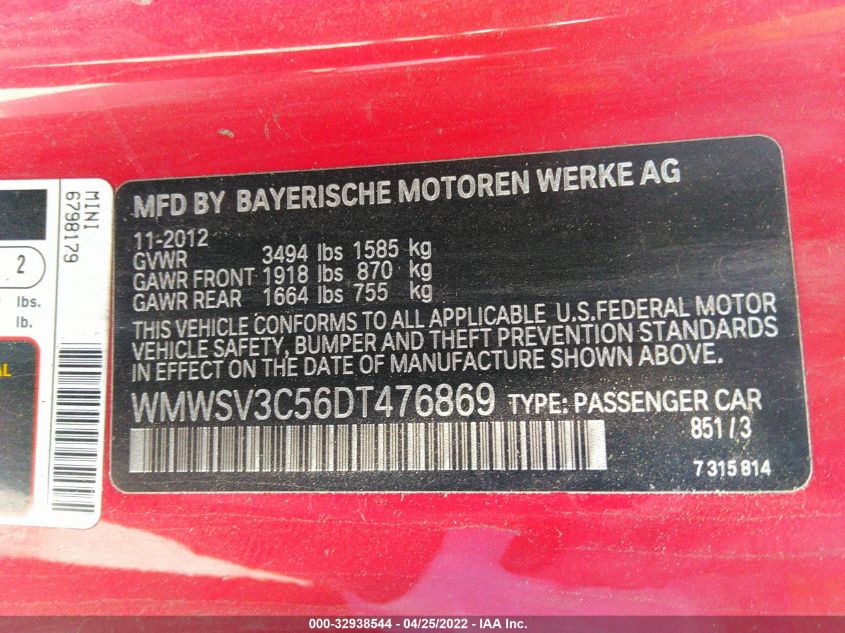 MINI
6798179
2
lbs.
lb.
AL
MFD BY BAYERISCHE MOTOREN WERKE AG
11-2012
GVWR 3494 lbs 1585 kg
GAWR FRONT 1918 lbs 870 kg
GAWR REAR 1664 lbs 755 kg
THIS VEHICLE CONFORMS TO ALL APPLICABLE U.S.FEDERAL MOTOR
VEHICLE SAFETY, BUMPER AND THEFT PREVENTION STANDARDS
IN EFFECT ON THE DATE OF MANUFACTURE SHOWN ABOVE.
WMWSV3C56DT476869 TYPE: PASSENGER CAR
851/3
7 315 814
000-32938544 - 04/25/2022 - IAA Inc.